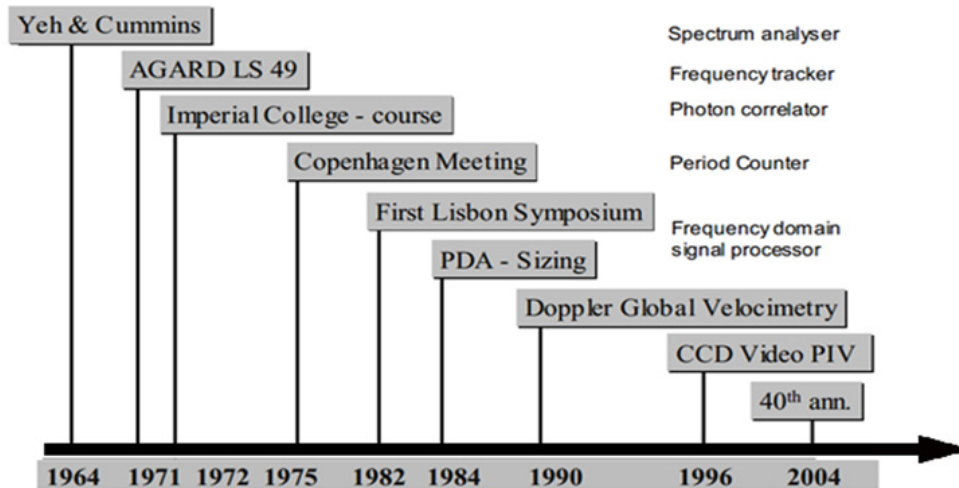 Yeh & Cummins
Spectrum analyser
AGARD LS 49
Frequency tracker
Imperial College - course
Photon correlator
Copenhagen Meeting
Period Counter
First Lisbon Symposium
Frequency domain
signal processor
PDA - Sizing
Doppler Global Velocimetry
CCD Video PIV
40th ann.
1964 1971 1972 1975 1982 1984 1990 1996 2004